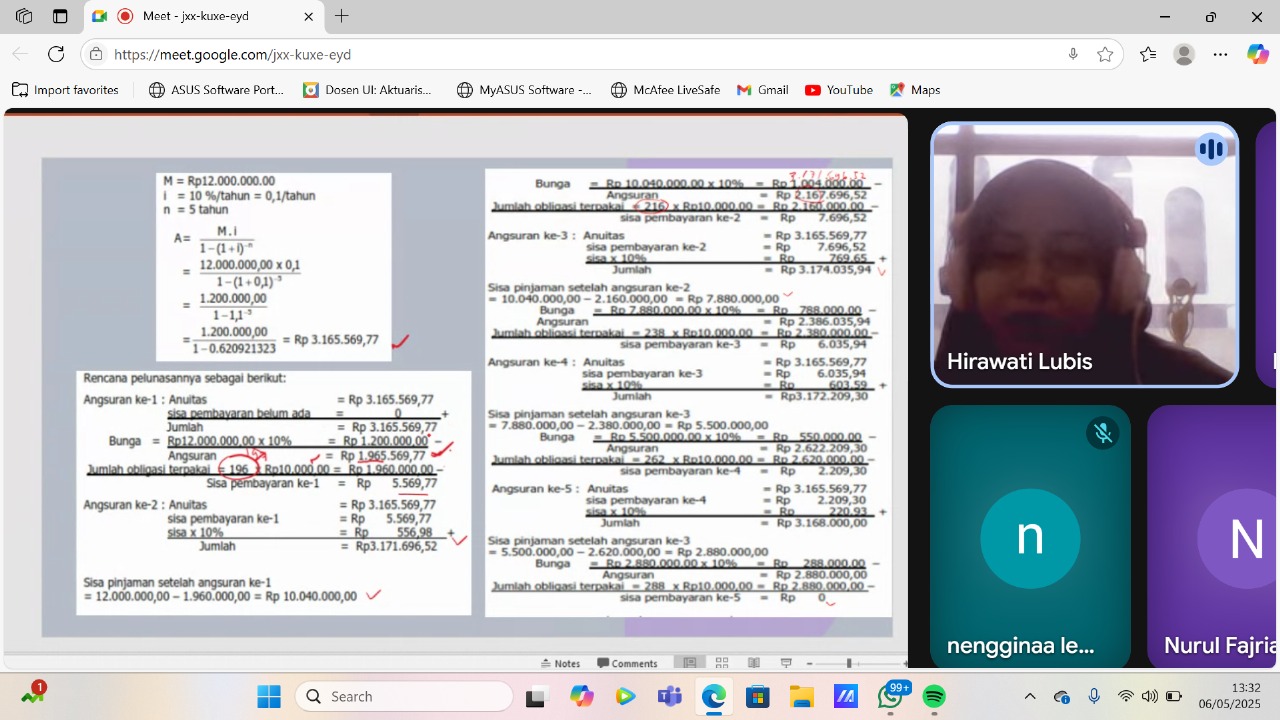 Meet - jxx-kuxe-eyd
https://meet.google.com/jxx-kuxe-eyd
Import favorites
ASUS Software Port...
Dosen UI: Aktuaris...
MyASUS Software -...
McAfee LiveSafe
Gmail
YouTube
Maps
M = Rp12.000.000.00
i = 10 %/tahun = 0,1/tahun
n = 5 tahun
A = M.i / 1 – (1 + i)⁻ⁿ
= 12.000.000,00 x 0,1 / 1 – (1 + 0,1)⁻⁵
= 1.200.000,00 / 1 – 1,1⁻⁵
= 1.200.000,00 / 1 – 0.620921323 = Rp 3.165.569,77
Rencana pelunasannya sebagai berikut:
Angsuran ke-1 : Anuitas = Rp 3.165.569,77
sisa pembayaran belum ada = 0 +
Jumlah = Rp 3.165.569,77
Bunga = Rp12.000.000,00 x 10% = Rp 1.200.000,00 –
Angsuran = Rp 1.965.569,77
Jumlah obligasi terpakai = 196 Rp10.000,00 = Rp 1.960.000,00 –
Sisa pembayaran ke-1 = Rp 5.569,77
Angsuran ke-2 : Anuitas = Rp 3.165.569,77
sisa pembayaran ke-1 = Rp 5.569,77
sisa x 10% = Rp 556,98 +
Jumlah = Rp3.171.696,52
Sisa pinjaman setelah angsuran ke-1
= 12.000.000,00 – 1.960.000,00 = Rp 10.040.000,00
Bunga = Rp 10.040.000.00 x 10% = Rp 1.004.000.00 –
Angsuran = Rp 2.167.696,52
Jumlah obligasi terpakai = 216 x Rp10.000.00 = Rp 2.160.000.00 –
sisa pembayaran ke-2 = Rp 7.696,52
Angsuran ke-3 : Anuitas = Rp 3.165.569,77
sisa pembayaran ke-2 = Rp 7.696,52
sisa x 10% = Rp 769.65 +
Jumlah = Rp 3.174.035,94
Sisa pinjaman setelah angsuran ke-2
= 10.040.000,00 – 2.160.000,00 = Rp 7.880.000,00
Bunga = Rp 7.880.000.00 x 10% = Rp 788.000.00 –
Angsuran = Rp 2.386.035,94
Jumlah obligasi terpakai = 238 x Rp10.000.00 = Rp 2.380.000.00 –
sisa pembayaran ke-3 = Rp 6.035,94
Angsuran ke-4 : Anuitas = Rp 3.165.569,77
sisa pembayaran ke-3 = Rp 6.035,94
sisa x 10% = Rp 603.59 +
Jumlah = Rp3.172.209,30
Sisa pinjaman setelah angsuran ke-3
= 7.880.000,00 – 2.380.000,00 = Rp 5.500.000,00
Bunga = Rp 5.500.000.00 x 10% = Rp 550.000.00 –
Angsuran = Rp 2.622.209,30
Jumlah obligasi terpakai = 262 x Rp10.000.00 = Rp 2.620.000.00 –
sisa pembayaran ke-4 = Rp 2.209,30
Angsuran ke-5 : Anuitas = Rp 3.165.569,77
sisa pembayaran ke-4 = Rp 2.209,30
sisa x 10% = Rp 220.93 +
Jumlah = Rp 3.168.000,00
Sisa pinjaman setelah angsuran ke-3
= 5.500.000,00 – 2.620.000,00 = Rp 2.880.000,00
Bunga = Rp 2.880.000.00 x 10% = Rp 288.000.00 –
Angsuran = Rp 2.880.000,00
Jumlah obligasi terpakai = 288 x Rp10.000,00 = Rp 2.880.000,00 –
sisa pembayaran ke-5 = Rp 0
Notes
Comments
Hirawati Lubis
n
nengginaa le...
N
Nurul Fajria
1
Search
99+
13:32
06/05/2025